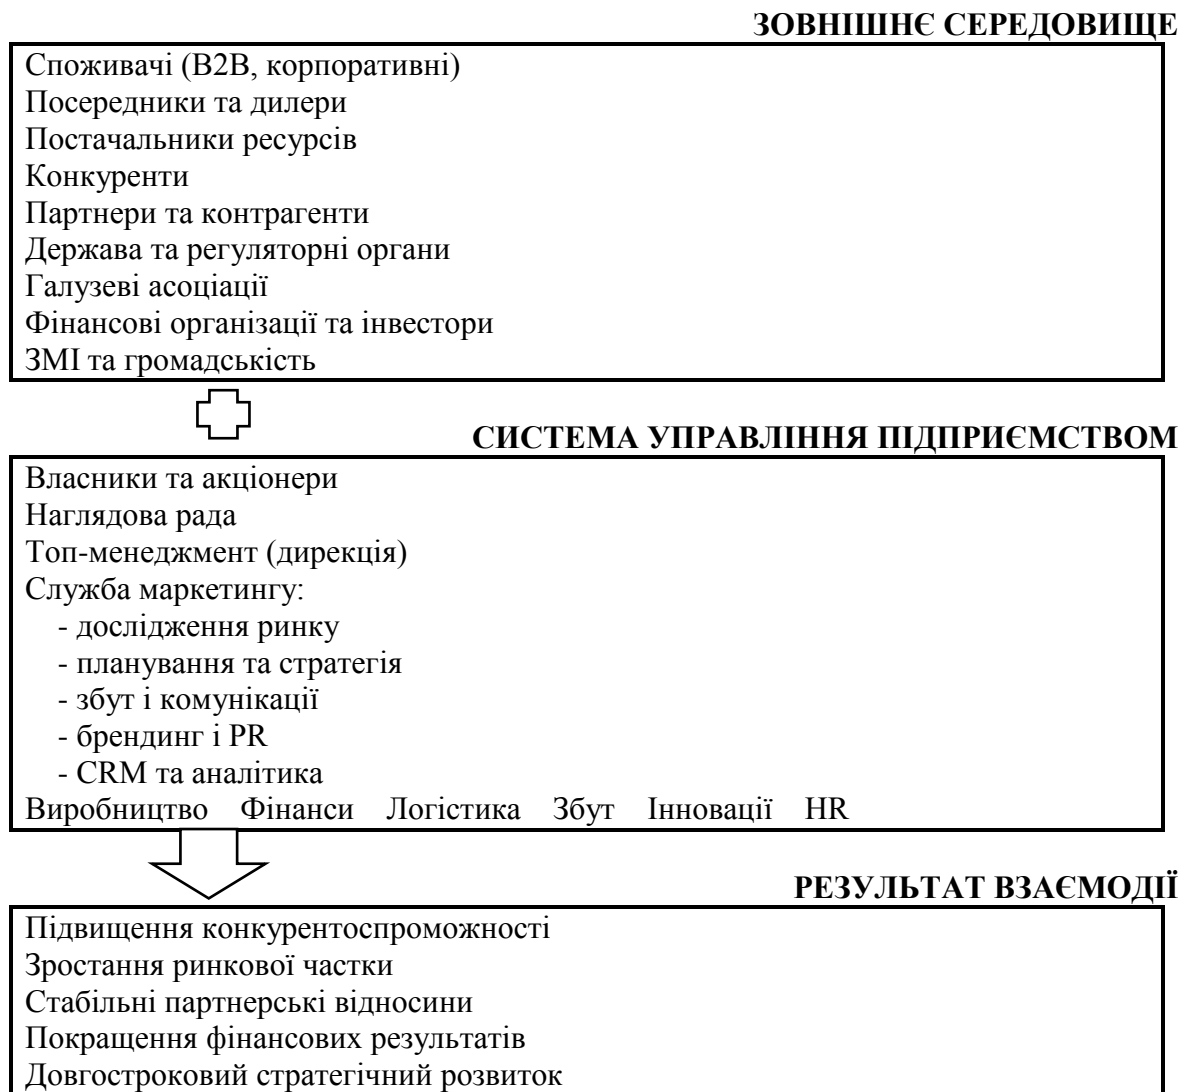 ЗОВНІШНЄ СЕРЕДОВИЩЕ
Споживачі (B2B, корпоративні)
Посередники та дилери
Постачальники ресурсів
Конкуренти
Партнери та контрагенти
Держава та регуляторні органи
Галузеві асоціації
Фінансові організації та інвестори
ЗМІ та громадськість
СИСТЕМА УПРАВЛІННЯ ПІДПРИЄМСТВОМ
Власники та акціонери
Наглядова рада
Топ-менеджмент (дирекція)
Служба маркетингу:
- дослідження ринку
- планування та стратегія
- збут і комунікації
- брендинг і PR
- CRM та аналітика
Виробництво Фінанси Логістика Збут Інновації HR
РЕЗУЛЬТАТ ВЗАЄМОДІЇ
Підвищення конкурентоспроможності
Зростання ринкової частки
Стабільні партнерські відносини
Покращення фінансових результатів
Довгостроковий стратегічний розвиток